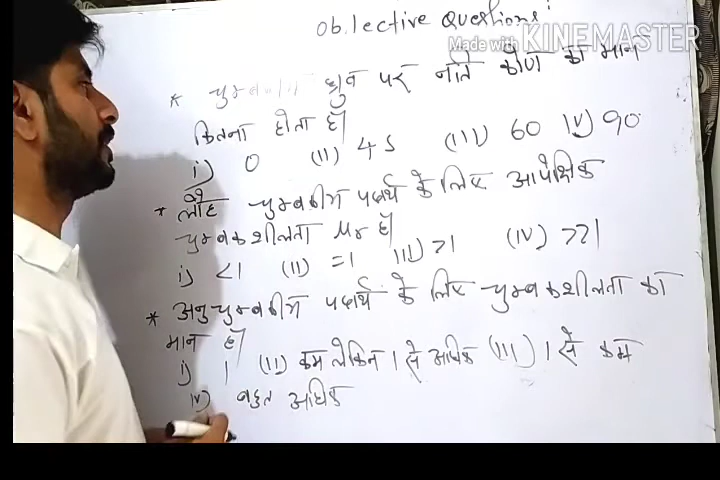 Objective Questions:
Made with KINEMASTER
* चुम्बकीय ध्रुव पर नति कोण का मान
कितना होता है।
i) 0 (II) 45 (III) 60 IV) 90
* लौह चुम्बकीय पदार्थ के लिए आपेक्षिक
चुम्बकशीलता μr है
i) <1 (II) =1 III) >1 (IV) >>1
* अनुचुम्बकीय पदार्थ के लिए चुम्बकशीलता का
मान है।
i) 1 (II) कम लेकिन 1 से अधिक (III) 1 से कम
IV) बहुत अधिक